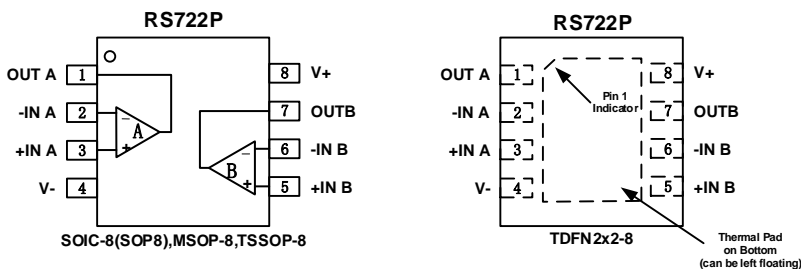 RS722P
OUT A 1
-IN A 2
+IN A 3
V- 4
8 V+
7 OUTB
6 -IN B
5 +IN B
− + A
− + B
SOIC-8(SOP8),MSOP-8,TSSOP-8
RS722P
OUT A 1
-IN A 2
+IN A 3
V- 4
Pin 1
Indicator
8 V+
7 OUTB
6 -IN B
5 +IN B
TDFN2x2-8
Thermal Pad
on Bottom
(can be left floating)